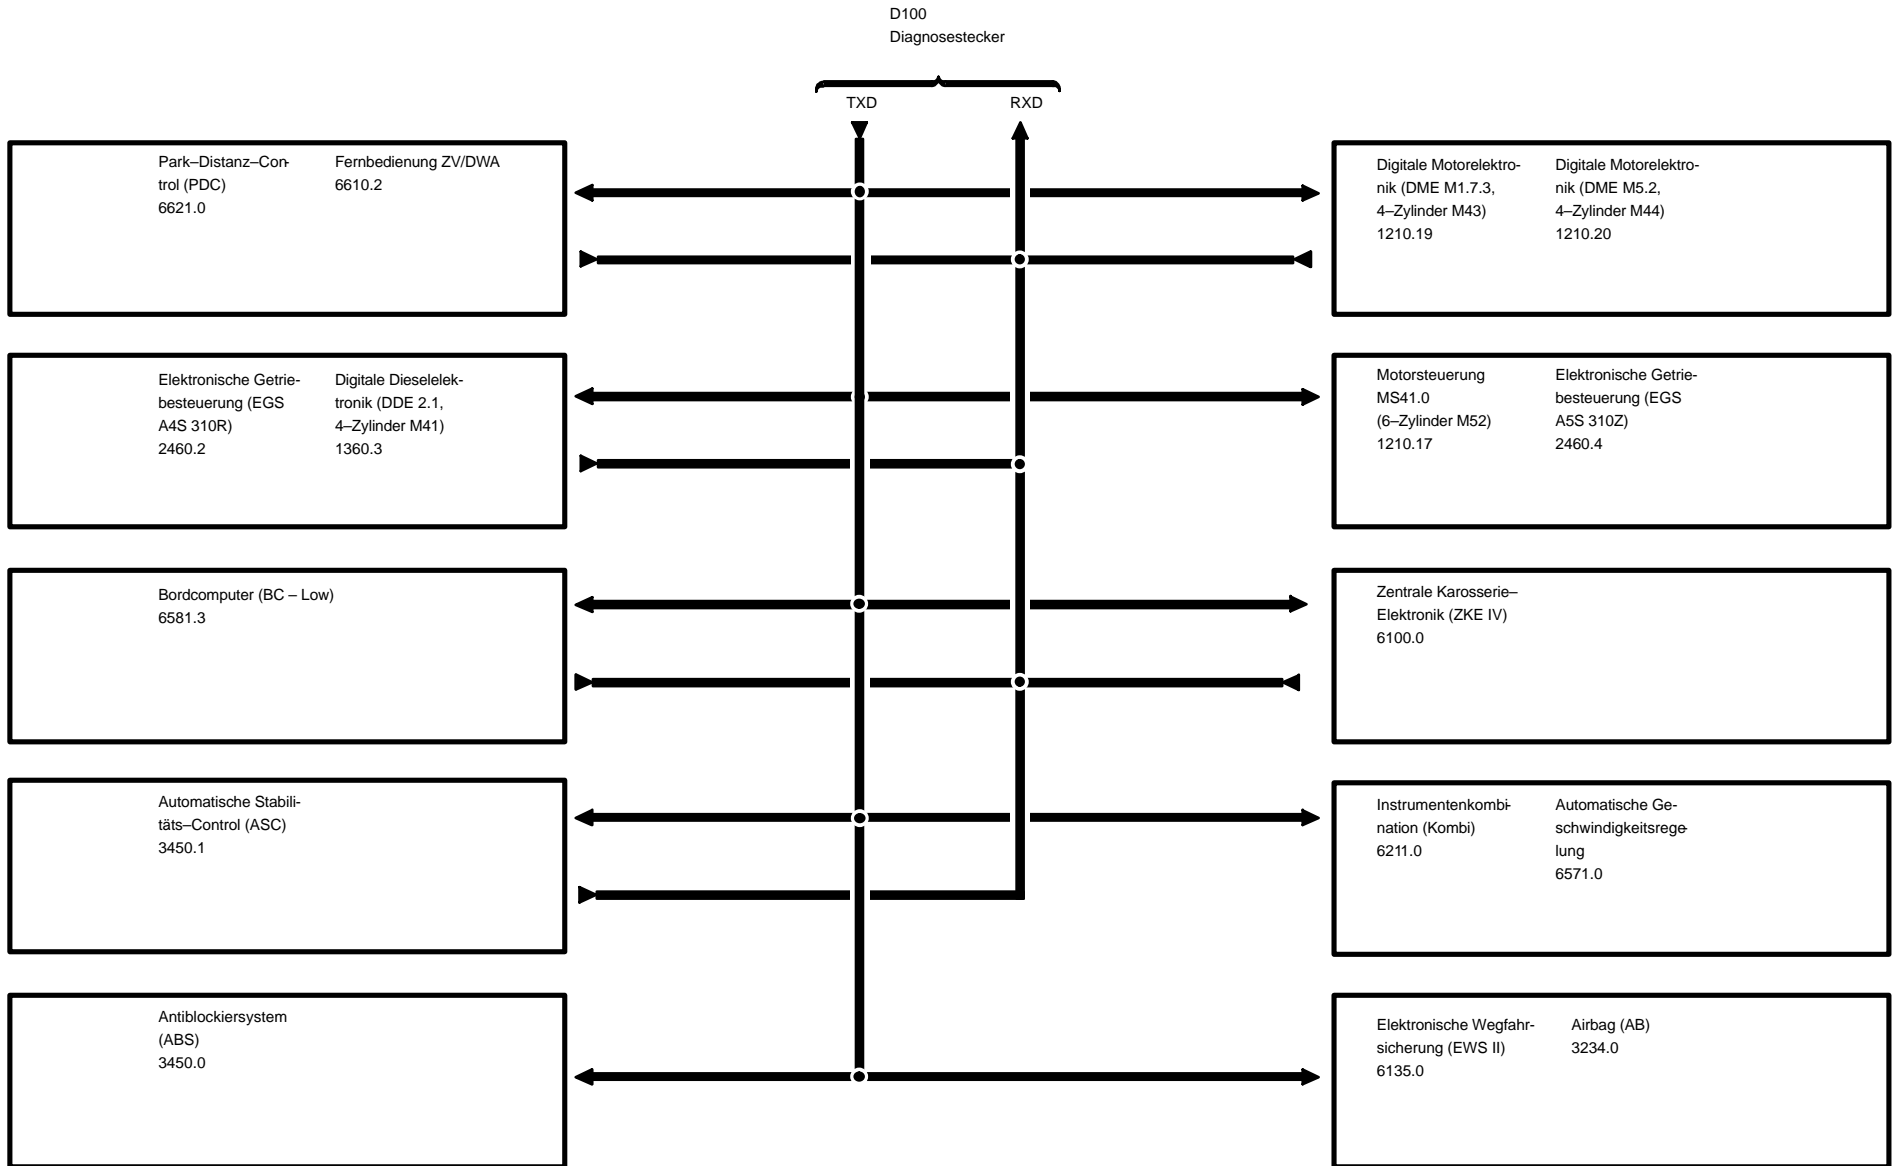 D100
Diagnosestecker
TXD
RXD
Park–Distanz–Con-
trol (PDC)
6621.0
Fernbedienung ZV/DWA
6610.2
Digitale Motorelektro-
nik (DME M1.7.3,
4–Zylinder M43)
1210.19
Digitale Motorelektro-
nik (DME M5.2,
4–Zylinder M44)
1210.20
Elektronische Getrie-
besteuerung (EGS
A4S 310R)
2460.2
Digitale Dieselelek-
tronik (DDE 2.1,
4–Zylinder M41)
1360.3
Motorsteuerung
MS41.0
(6–Zylinder M52)
1210.17
Elektronische Getrie-
besteuerung (EGS
A5S 310Z)
2460.4
Bordcomputer (BC – Low)
6581.3
Zentrale Karosserie–
Elektronik (ZKE IV)
6100.0
Automatische Stabili-
täts–Control (ASC)
3450.1
Instrumentenkombi-
nation (Kombi)
6211.0
Automatische Ge-
schwindigkeitsrege-
lung
6571.0
Antiblockiersystem
(ABS)
3450.0
Elektronische Wegfahr-
sicherung (EWS II)
6135.0
Airbag (AB)
3234.0